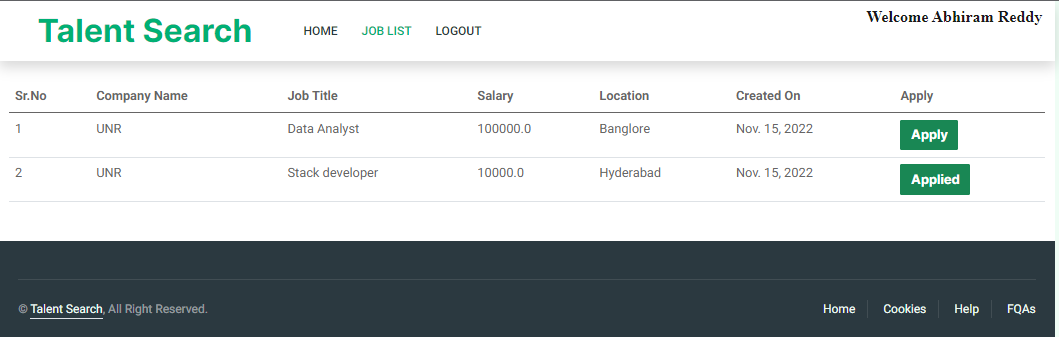 Talent Search HOME JOB LIST LOGOUT Welcome Abhiram Reddy
Sr.No Company Name Job Title Salary Location Created On Apply
1 UNR Data Analyst 100000.0 Banglore Nov. 15, 2022 Apply
2 UNR Stack developer 10000.0 Hyderabad Nov. 15, 2022 Applied
© Talent Search, All Right Reserved. Home Cookies Help FQAs